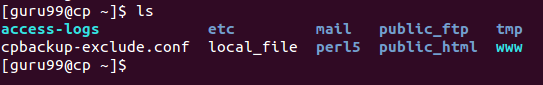 [guru99@cp ~]$ ls
access-logs etc mail public_ftp tmp
cpbackup-exclude.conf local_file perl5 public_html www
[guru99@cp ~]$